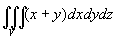 ∭_V (x + y)dxdydz